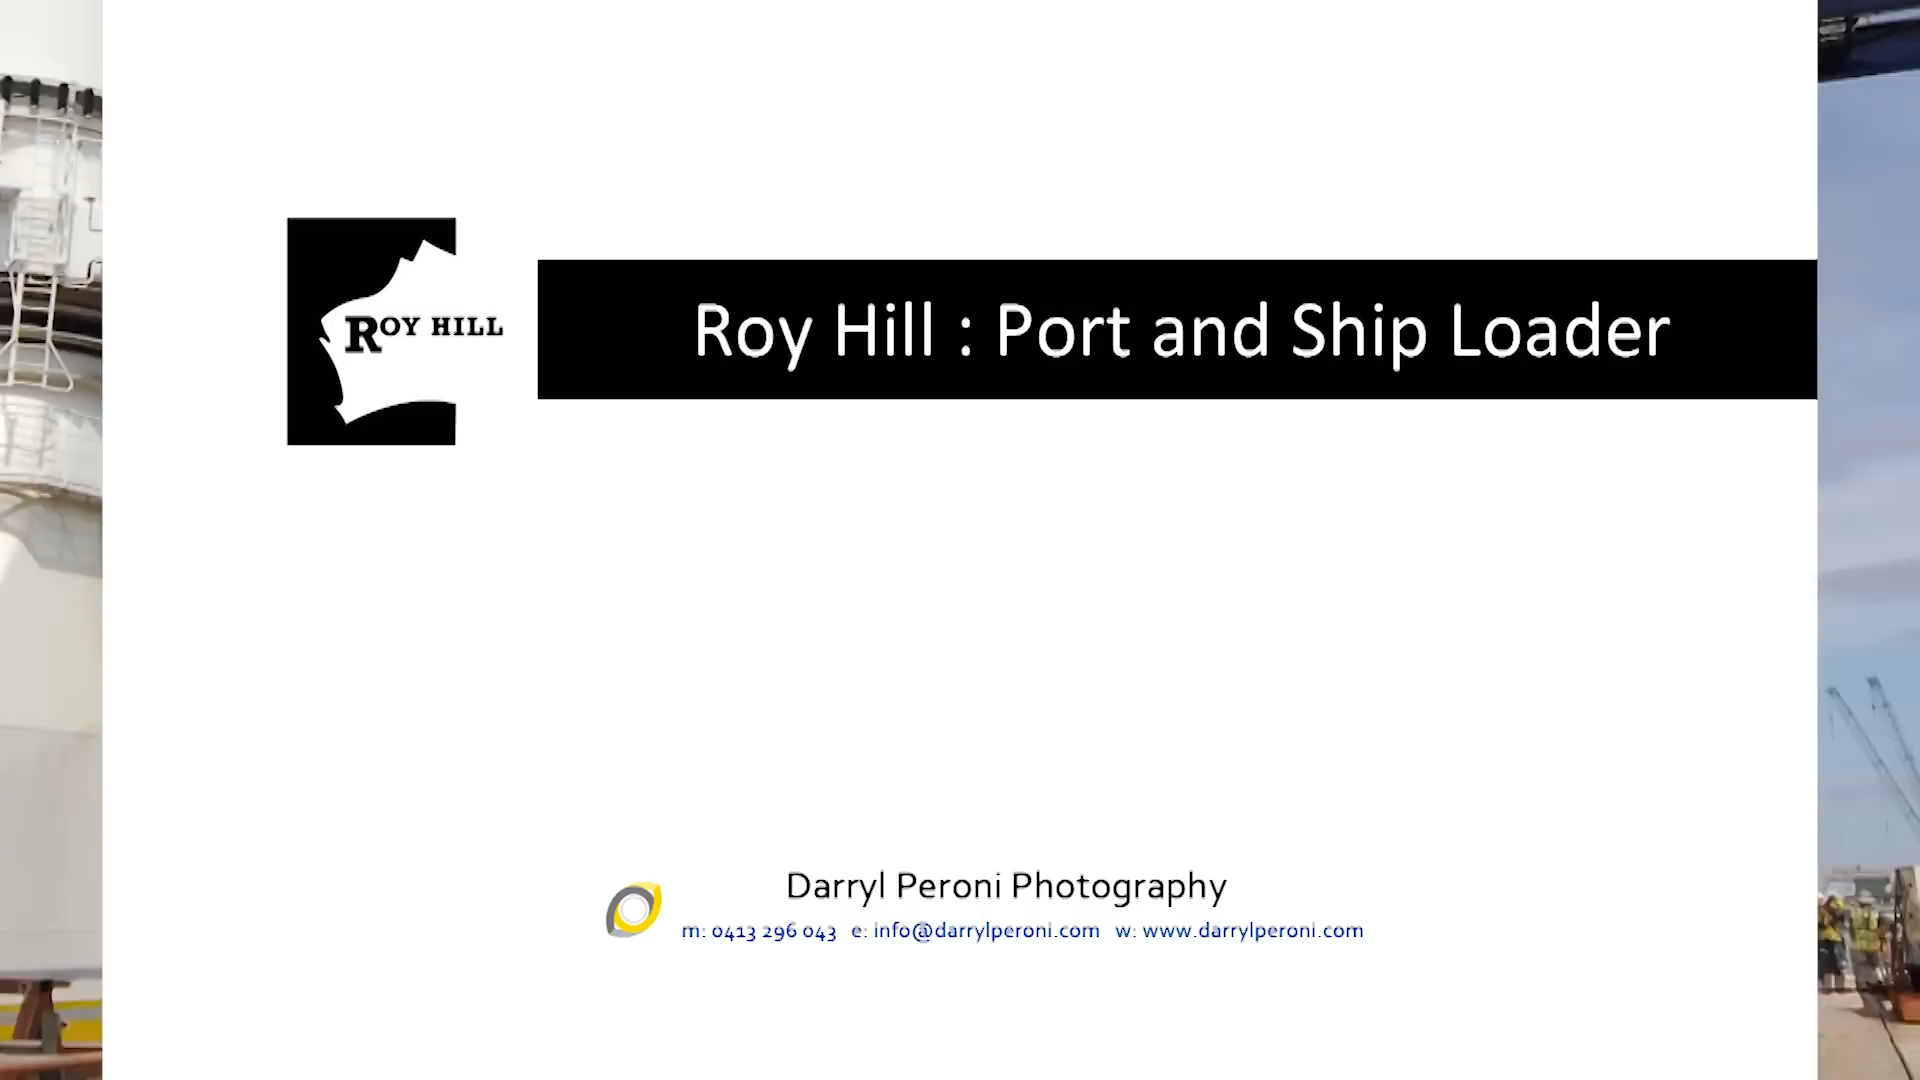 ROY HILL
Roy Hill : Port and Ship Loader
Darryl Peroni Photography
m: 0413 296 043 e: info@darrylperoni.com w: www.darrylperoni.com